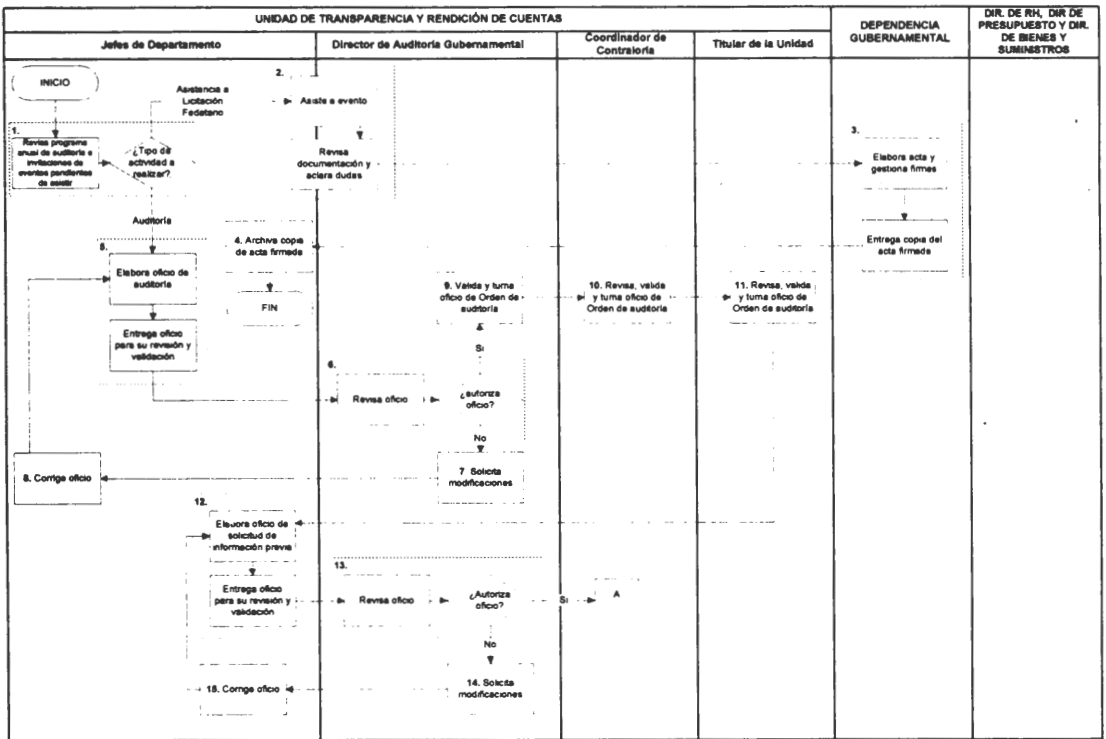 UNIDAD DE TRANSPARENCIA Y RENDICIÓN DE CUENTAS
DEPENDENCIA
GUBERNAMENTAL
DIR. DE RH, DIR DE
PRESUPUESTO Y DIR.
DE BIENES Y
SUMINISTROS
Jefes de Departamento
Director de Auditoría Gubernamental
Coordinador de
Contraloría
Titular de la Unidad
INICIO
Asistencia a
Licitación
2.
Asiste a evento
1.
Revisa programa
anual de auditoría e
invitaciones de
eventos pendientes
de asistir
¿Tipo de
actividad a
realizar?
Revisa
documentación y
aclara dudas
3.
Elabora acta y
gestiona firmas
Entrega copia del
acta firmada
Auditoría
4. Archiva copia
de acta firmada
FIN
5.
Elabora oficio de
auditoría
Entrega oficio
para su revisión y
validación
9. Valida y turna
oficio de Orden de
auditoría
10. Revisa, valida
y turna oficio de
Orden de auditoría
11. Revisa, valida
y turna oficio de
Orden de auditoría
Si
6.
Revisa oficio
¿autoriza
oficio?
No
7 Solicita
modificaciones
8. Corrige oficio
12.
Elabora oficio de
solicitud de
información previa
Entrega oficio
para su revisión y
validación
13.
Revisa oficio
¿Autoriza
oficio?
Si
A
No
14. Solicita
modificaciones
15. Corrige oficio